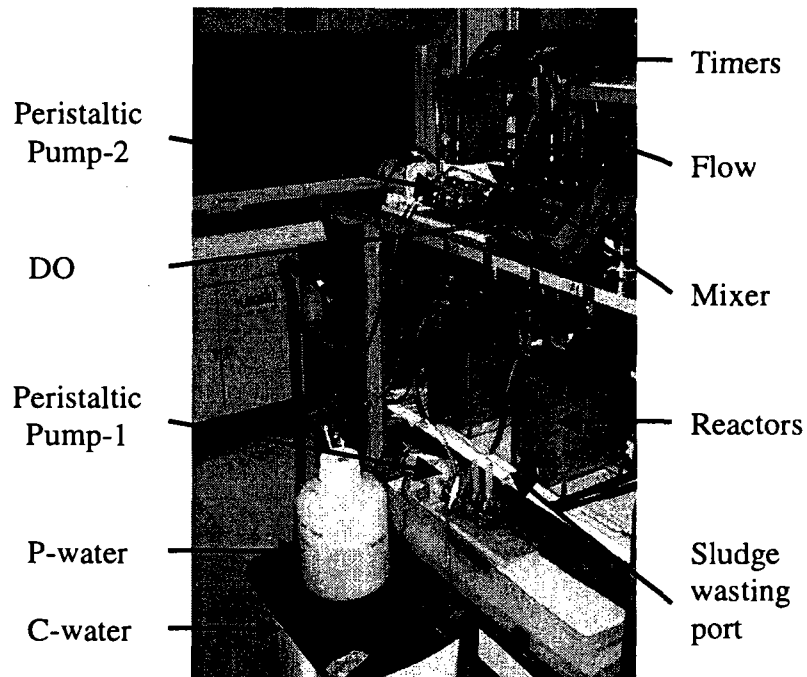 Peristaltic
Pump-2
DO
Peristaltic
Pump-1
P-water
C-water
Timers
Flow
Mixer
Reactors
Sludge
wasting
port